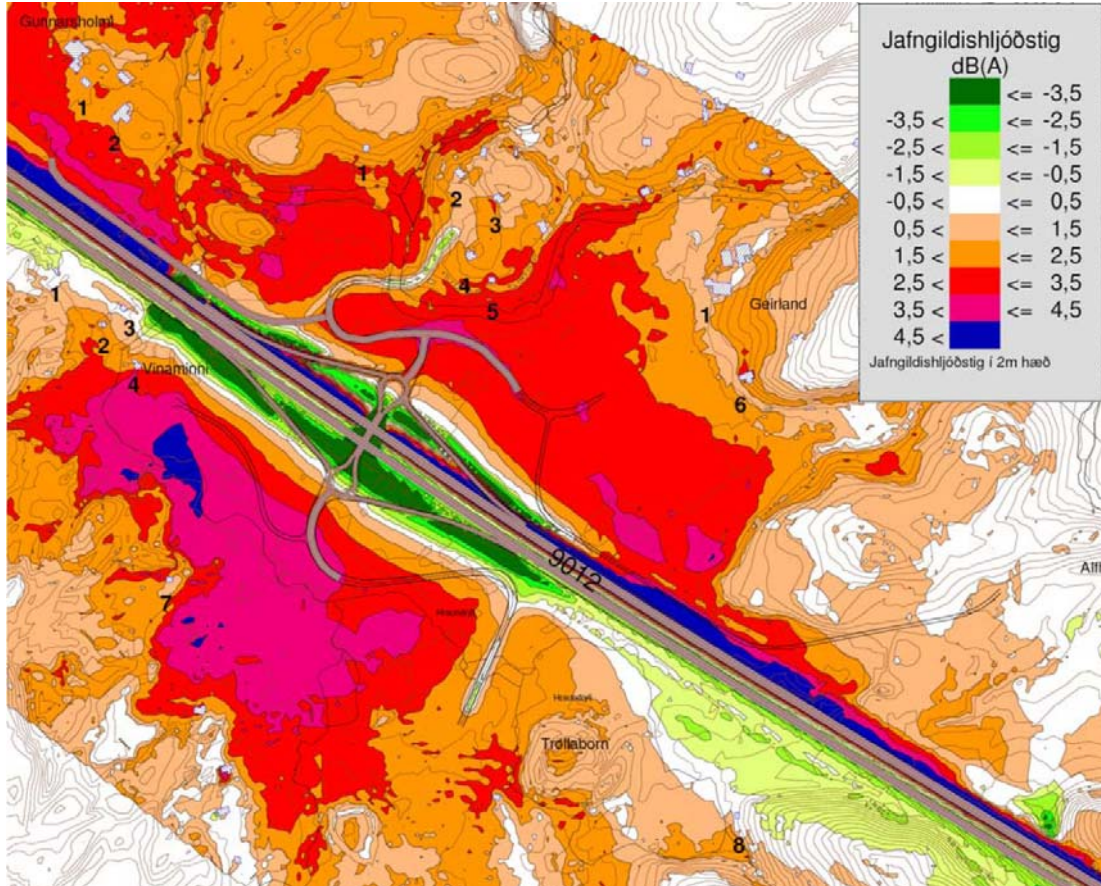 Gunnarsholmi
Jafngildishljóðstig
dB(A)
<= -3,5
-3,5 < <= -2,5
-2,5 < <= -1,5
-1,5 < <= -0,5
-0,5 < <= 0,5
0,5 < <= 1,5
1,5 < <= 2,5
2,5 < <= 3,5
3,5 < <= 4,5
4,5 <
Jafngildishljóðstig í 2m hæð
1
2
1
2
3
4
5
1
Geirland
6
1
3
2
Vinaminni
4
9012
7
Trollaborn
8